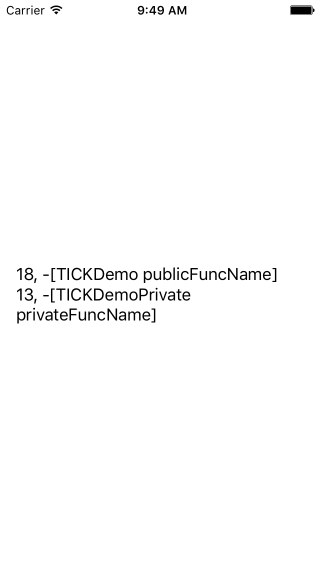 Carrier 9:49 AM
18, -[TICKDemo publicFuncName]
13, -[TICKDemoPrivate
privateFuncName]